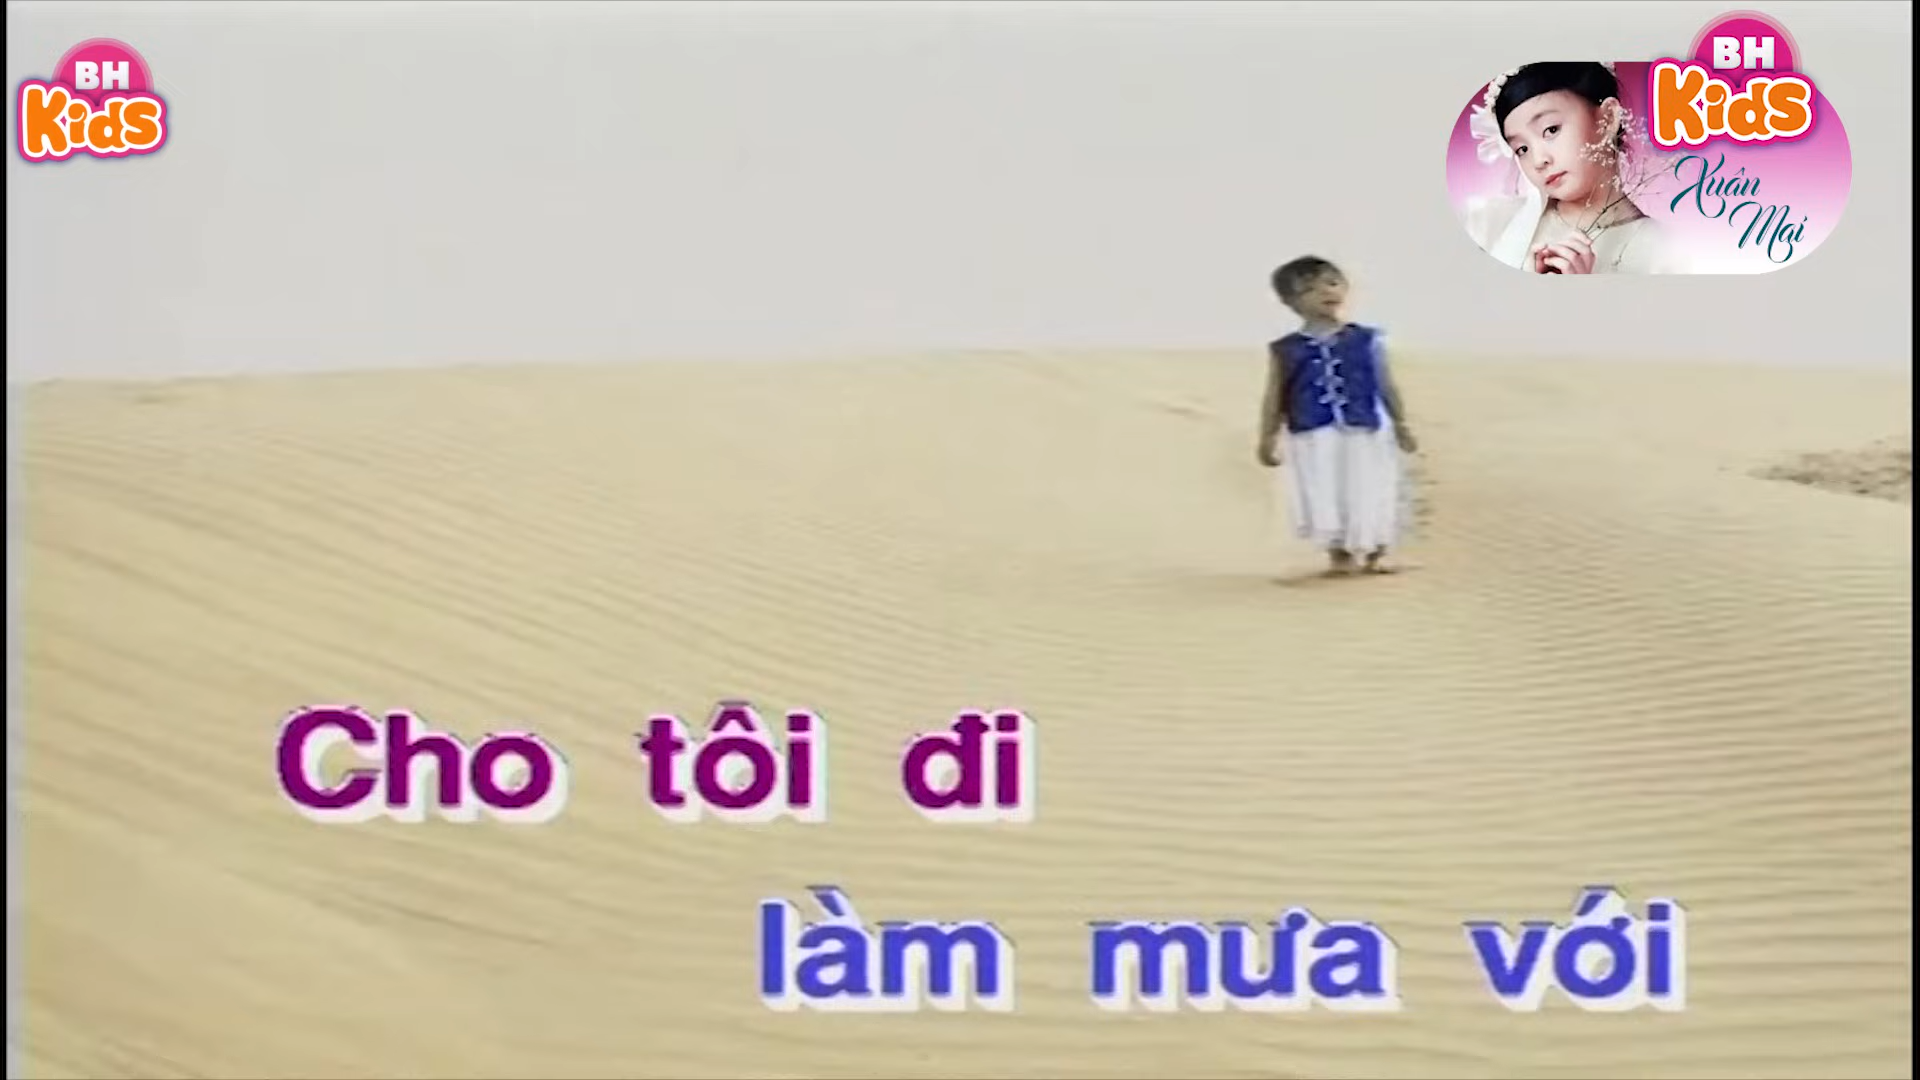 BH
Kids
BH
Kids
Xuân
Mai
Cho tôi đi
làm mưa với